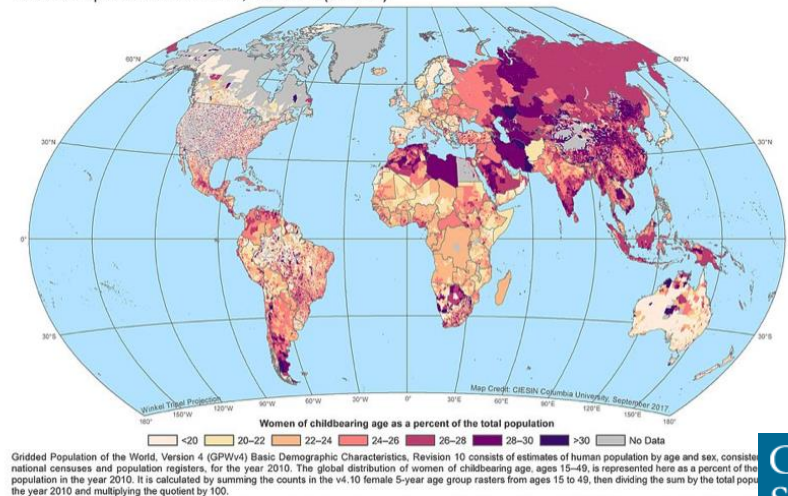 60°N
60°N
30°N
30°N
0°
0°
30°S
30°S
Winkel Tripel Projection
Map Credit: CIESIN Columbia University, September 2017
180° 150°W 120°W 90°W 60°W 30°W 0° 30°E 60°E 90°E 120°E 150°E 180°
Women of childbearing age as a percent of the total population
<20 20–22 22–24 24–26 26–28 28–30 >30 No Data
Gridded Population of the World, Version 4 (GPWv4) Basic Demographic Characteristics, Revision 10 consists of estimates of human population by age and sex, consiste
national censuses and population registers, for the year 2010. The global distribution of women of childbearing age, ages 15–49, is represented here as a percent of the
population in the year 2010. It is calculated by summing the counts in the v4.10 female 5-year age group rasters from ages 15 to 49, then dividing the sum by the total popu
the year 2010 and multiplying the quotient by 100.